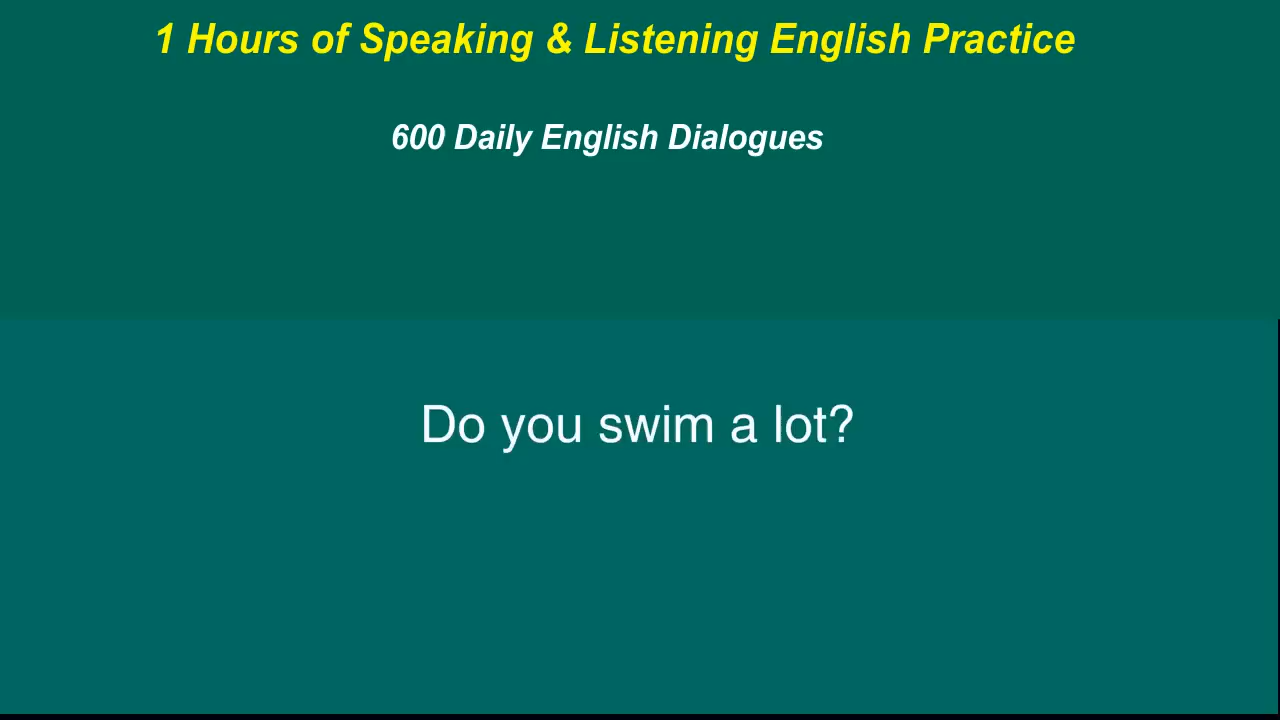 1 Hours of Speaking & Listening English Practice
600 Daily English Dialogues
Do you swim a lot?